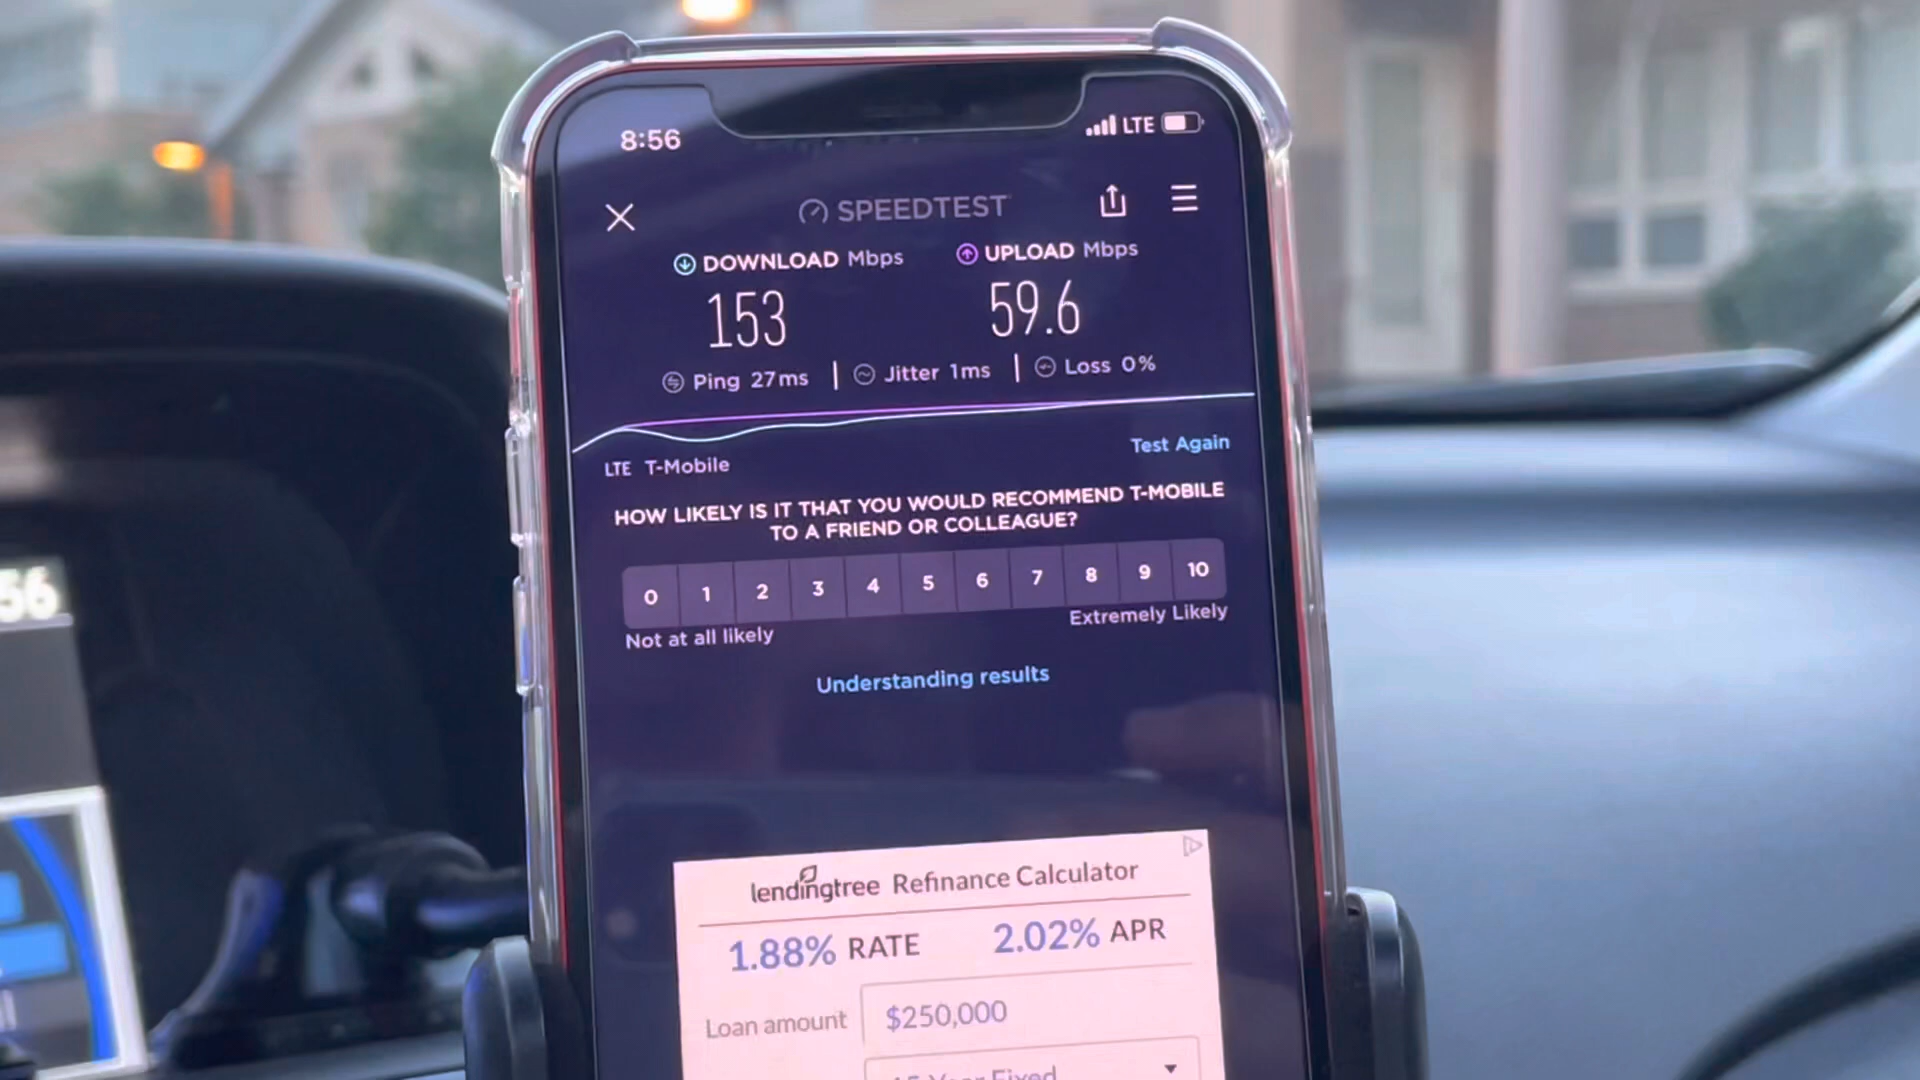 8:56
LTE
SPEEDTEST
DOWNLOAD Mbps
UPLOAD Mbps
153
59.6
Ping 27ms
Jitter 1ms
Loss 0%
LTE T-Mobile
Test Again
HOW LIKELY IS IT THAT YOU WOULD RECOMMEND T-MOBILE
TO A FRIEND OR COLLEAGUE?
0 1 2 3 4 5 6 7 8 9 10
Not at all likely
Extremely Likely
Understanding results
lendingtree Refinance Calculator
1.88% RATE
2.02% APR
Loan amount
$250,000
Year Fixed
56